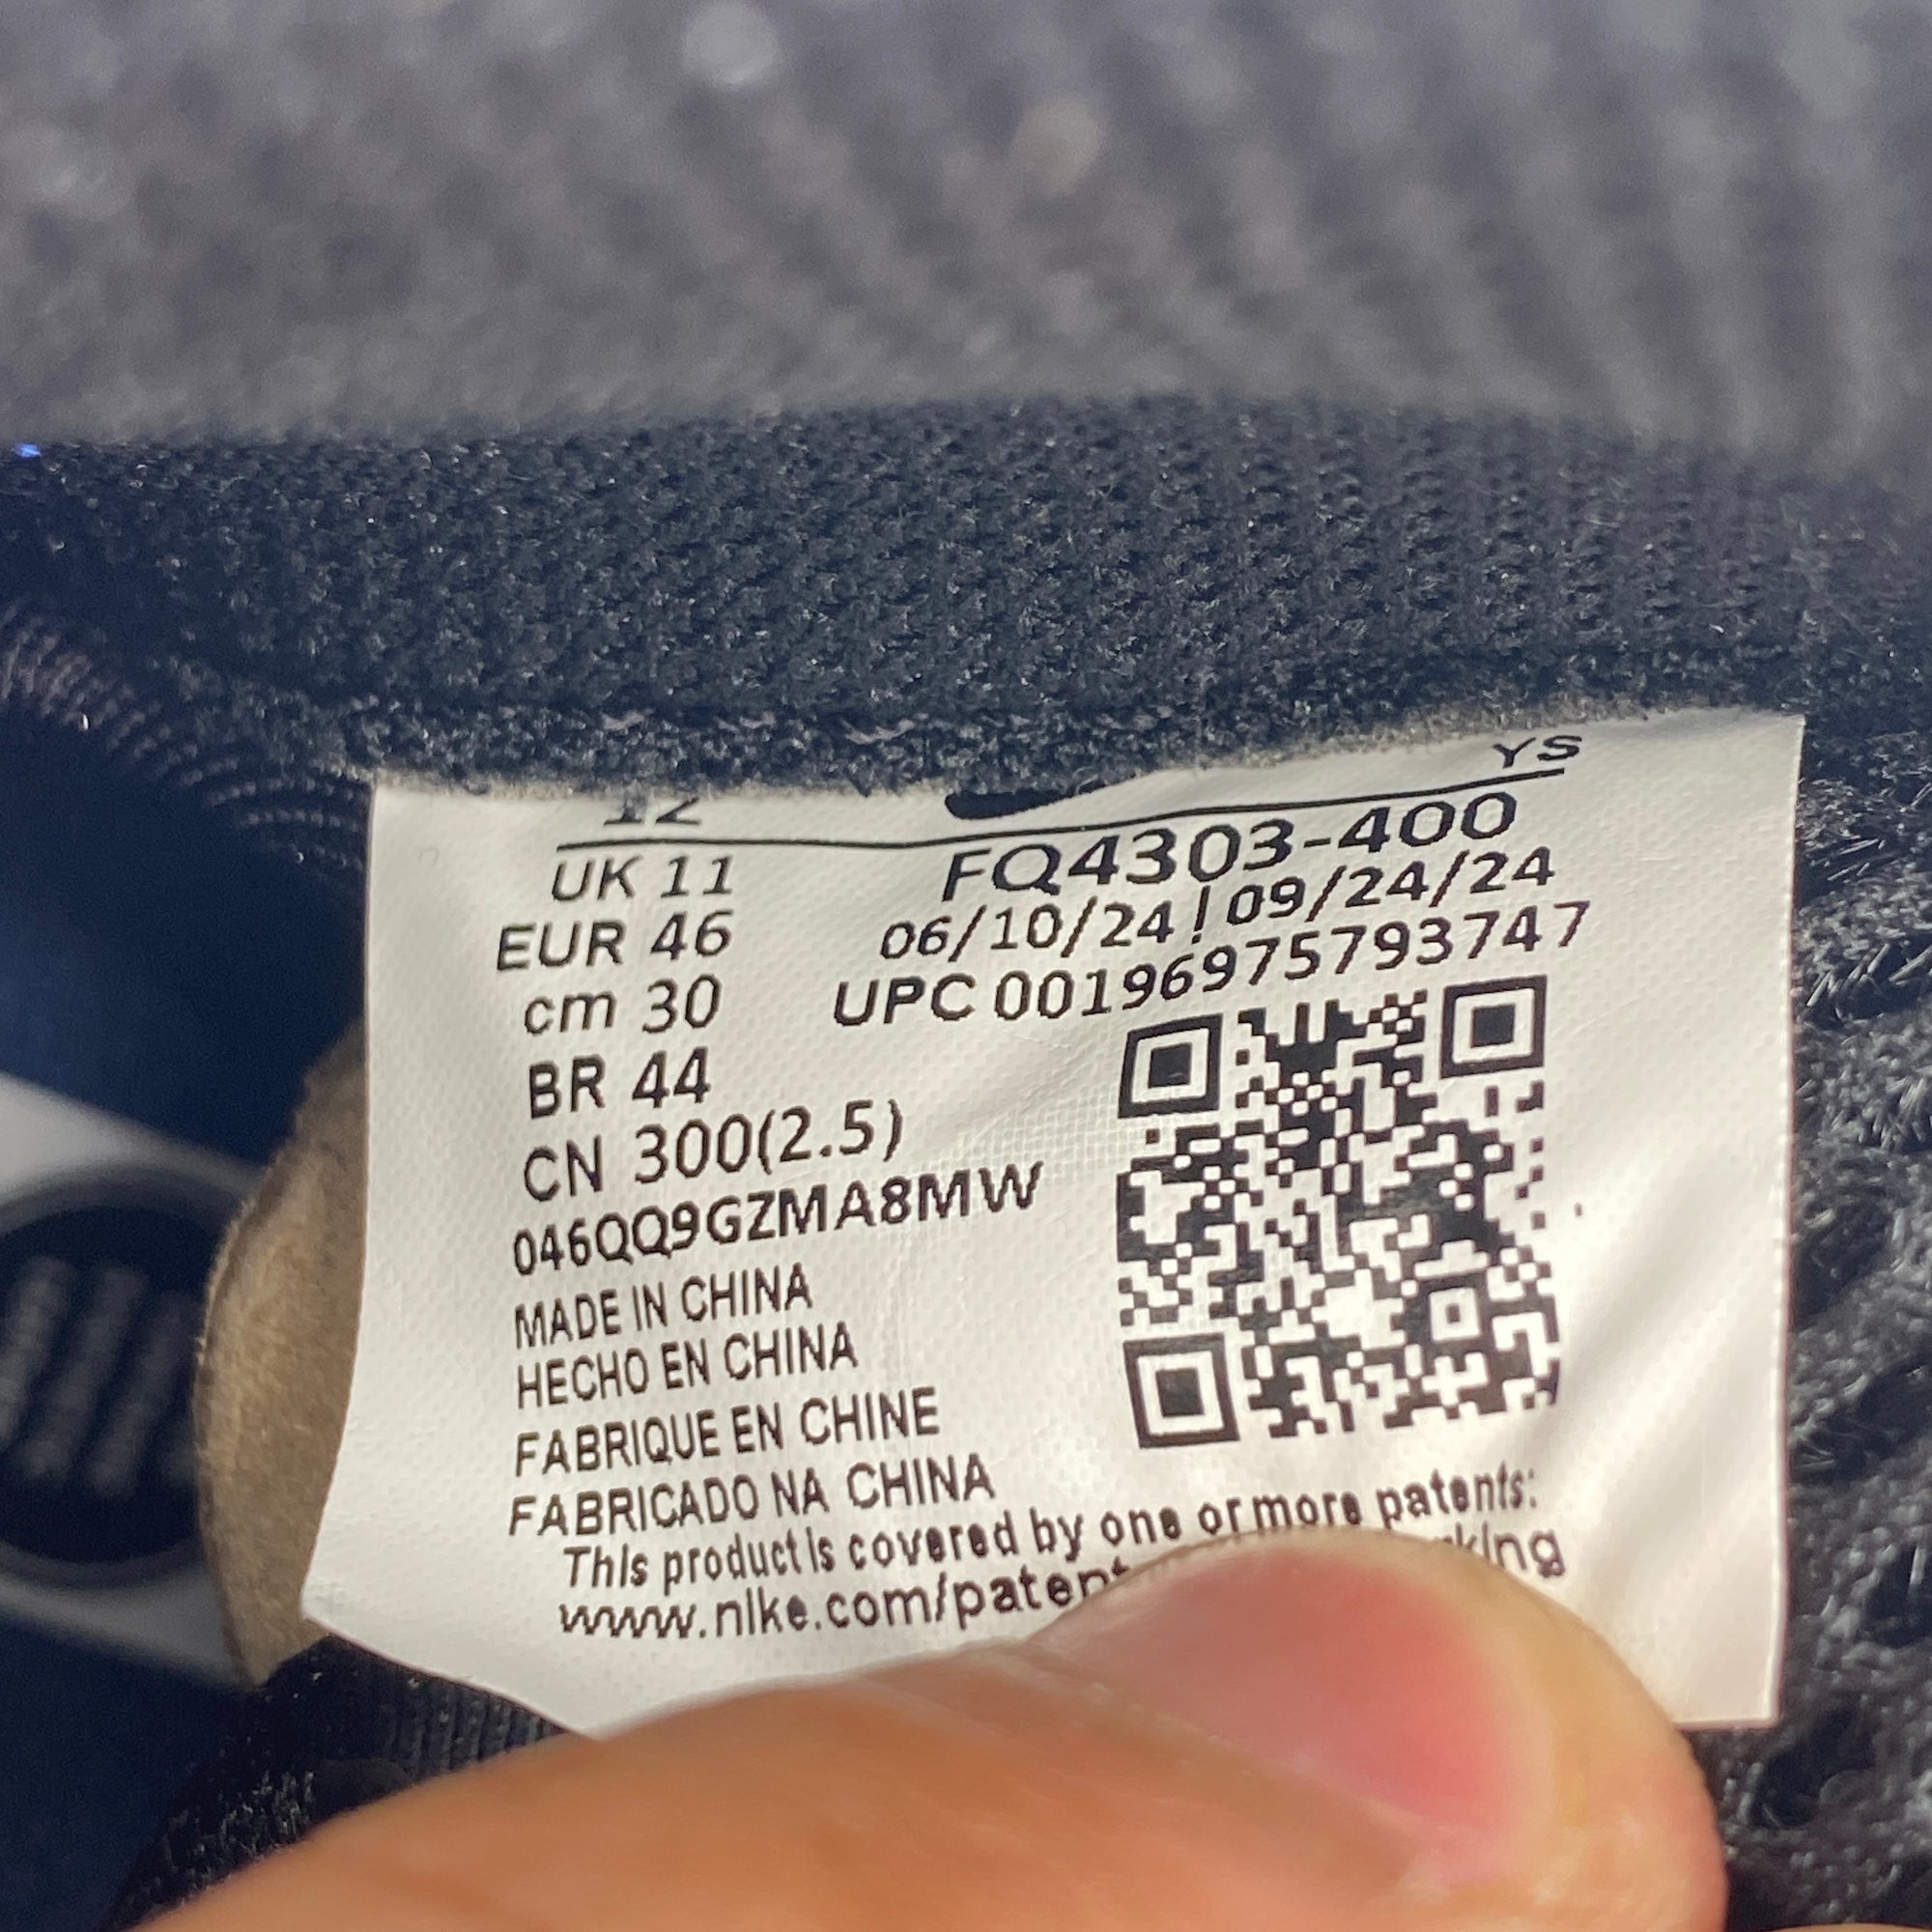 12
YS
UK 11
EUR 46
cm 30
BR 44
CN 300(2.5)
046QQ9GZMA8MW
FQ4303-400
06/10/24!09/24/24
UPC 00196975793747
MADE IN CHINA
HECHO EN CHINA
FABRIQUE EN CHINE
FABRICADO NA CHINA
This product is covered by one or more patents:
www.nike.com/patent